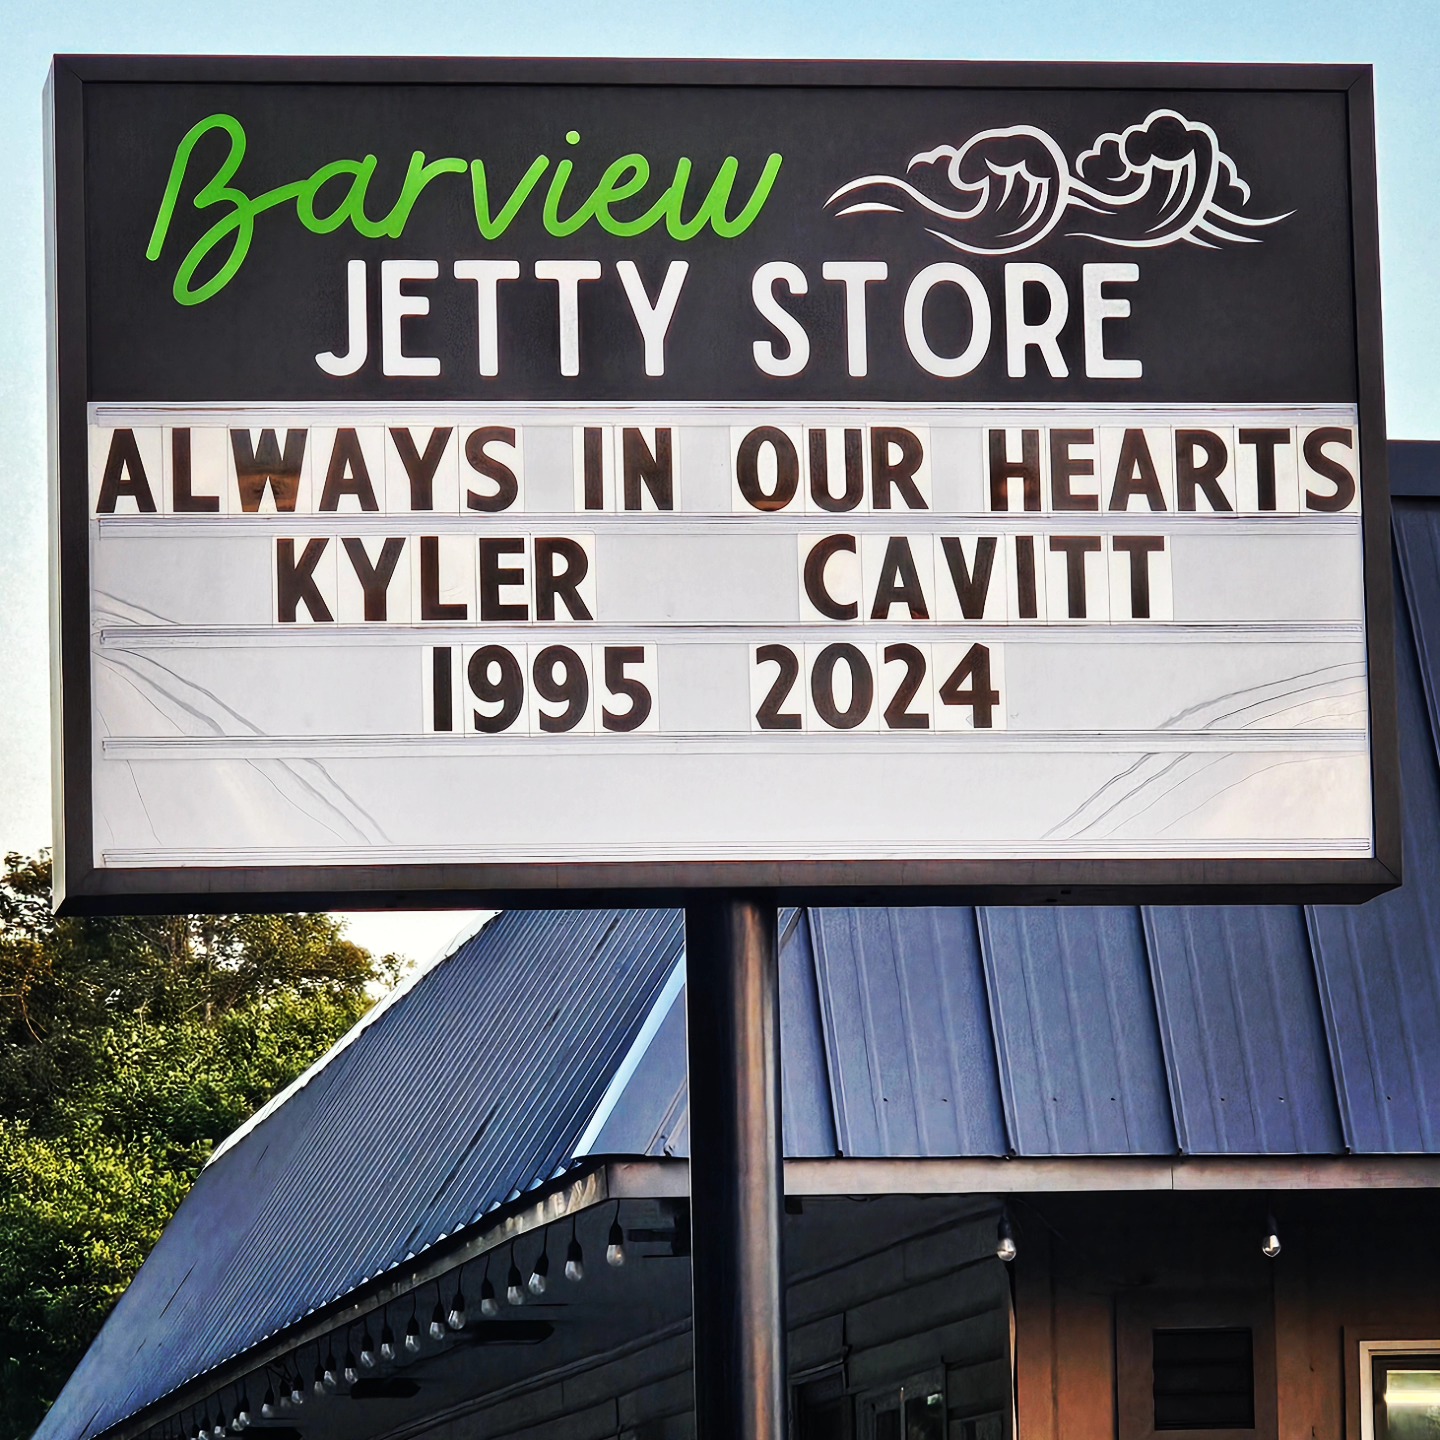 Barview
JETTY STORE
ALWAYS IN OUR HEARTS
KYLER CAVITT
1995 2024